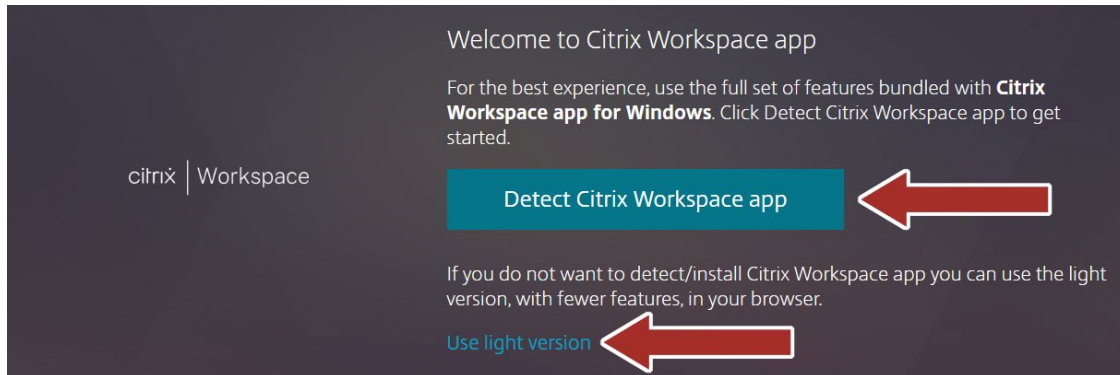 Welcome to Citrix Workspace app
For the best experience, use the full set of features bundled with Citrix
Workspace app for Windows. Click Detect Citrix Workspace app to get
started.
citrix | Workspace
Detect Citrix Workspace app
If you do not want to detect/install Citrix Workspace app you can use the light
version, with fewer features, in your browser.
Use light version